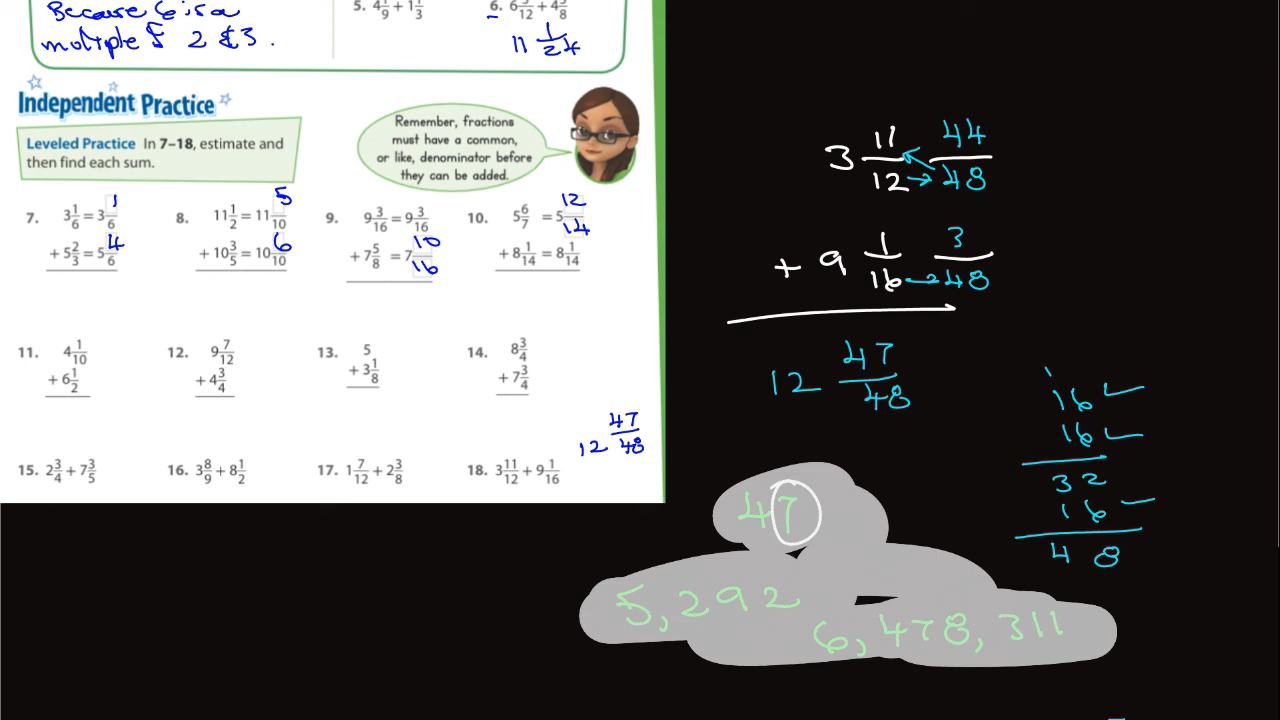 Because 6 is a
multiple of 2 & 3.
5. 4 1/9 + 1 1/3
11 1/24
Independent Practice
Leveled Practice In 7–18, estimate and
then find each sum.
Remember, fractions
must have a common,
or like, denominator before
they can be added.
7. 3 1/6 = 3 1/6
+ 5 2/3 = 5 4/6
8. 11 1/2 = 11 5/10
+ 10 3/5 = 10 6/10
9. 9 3/16 = 9 3/16
+ 7 5/8 = 7 10/16
10. 5 6/7 = 5 12/14
+ 8 1/14 = 8 1/14
11. 4 1/10
+ 6 1/2
12. 9 7/12
+ 4 3/4
13. 5
+ 3 1/8
14. 8 3/4
+ 7 3/4
12 47/48
15. 2 3/4 + 7 3/5
16. 3 8/9 + 8 1/2
17. 1 7/12 + 2 3/8
18. 3 11/12 + 9 1/16
3 11/12 44/48
+ 9 1/16 3/48
12 47/48
16
16
32
16
48
47
5,292
6,478,311